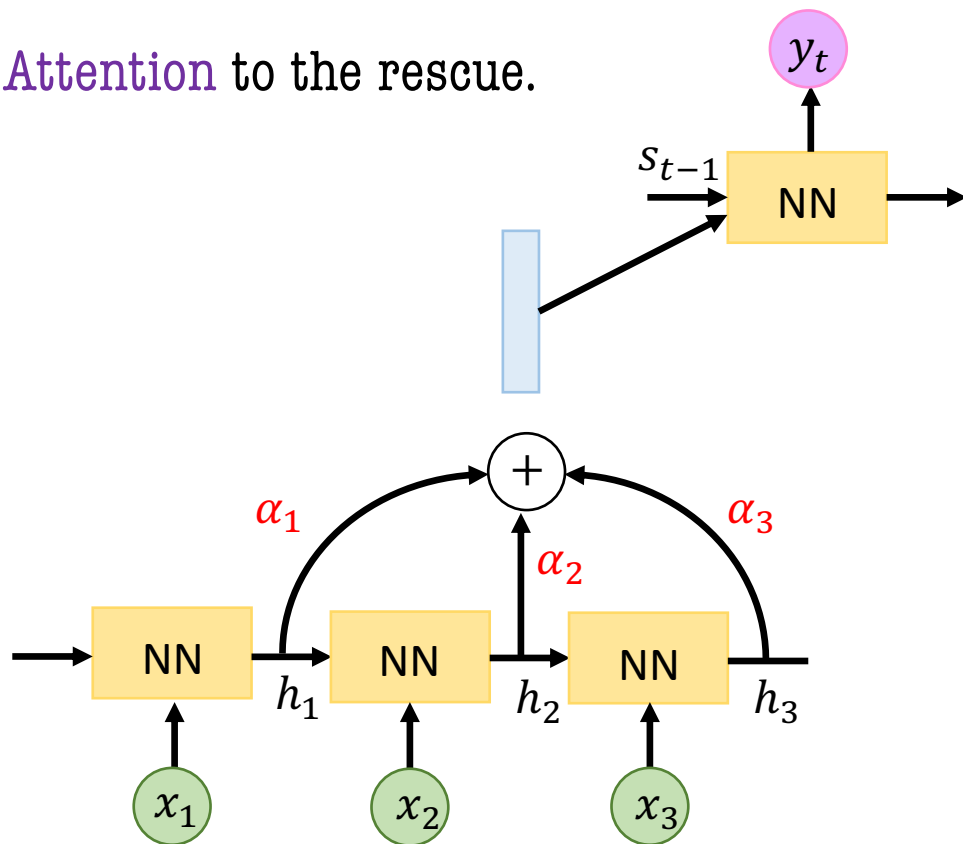 Attention to the rescue.
y_t
s_{t−1}
NN
+
α_1
α_3
α_2
NN
NN
NN
h_1
h_2
h_3
x_1
x_2
x_3